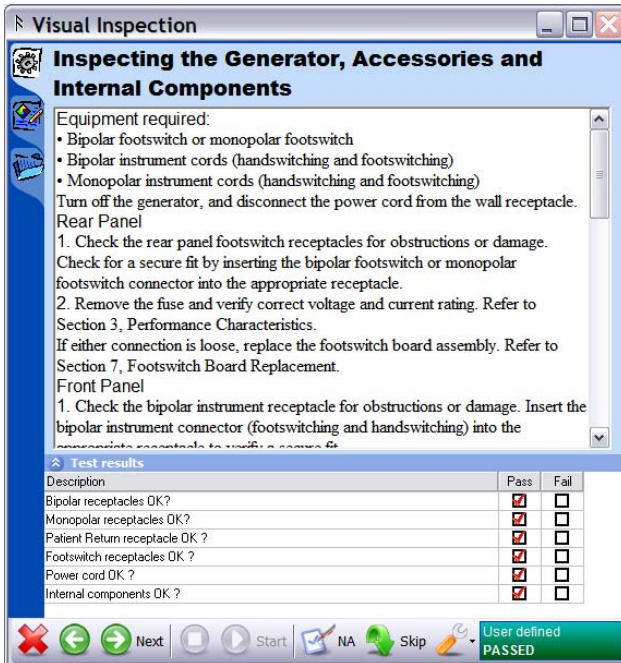 Visual Inspection
Inspecting the Generator, Accessories and
Internal Components
Equipment required:
• Bipolar footswitch or monopolar footswitch
• Bipolar instrument cords (handswitching and footswitching)
• Monopolar instrument cords (handswitching and footswitching)
Turn off the generator, and disconnect the power cord from the wall receptacle.
Rear Panel
1. Check the rear panel footswitch receptacles for obstructions or damage.
Check for a secure fit by inserting the bipolar footswitch or monopolar
footswitch connector into the appropriate receptacle.
2. Remove the fuse and verify correct voltage and current rating. Refer to
Section 3, Performance Characteristics.
If either connection is loose, replace the footswitch board assembly. Refer to
Section 7, Footswitch Board Replacement.
Front Panel
1. Check the bipolar instrument receptacle for obstructions or damage. Insert the
bipolar instrument connector (footswitching and handswitching) into the
appropriate receptacle to verify a secure fit
Test results
Description Pass Fail
Bipolar receptacles OK?
Monopolar receptacles OK?
Patient Return receptacle OK ?
Footswitch receptacles OK ?
Power cord OK ?
Internal components OK ?
Next Start NA Skip User defined
PASSED